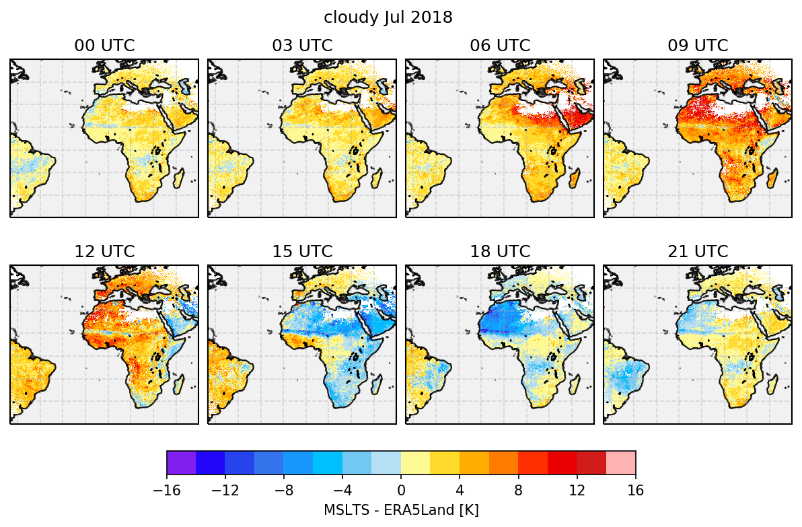 cloudy Jul 2018
00 UTC
03 UTC
06 UTC
09 UTC
12 UTC
15 UTC
18 UTC
21 UTC
−16 −12 −8 −4 0 4 8 12 16
MSLTS - ERA5Land [K]